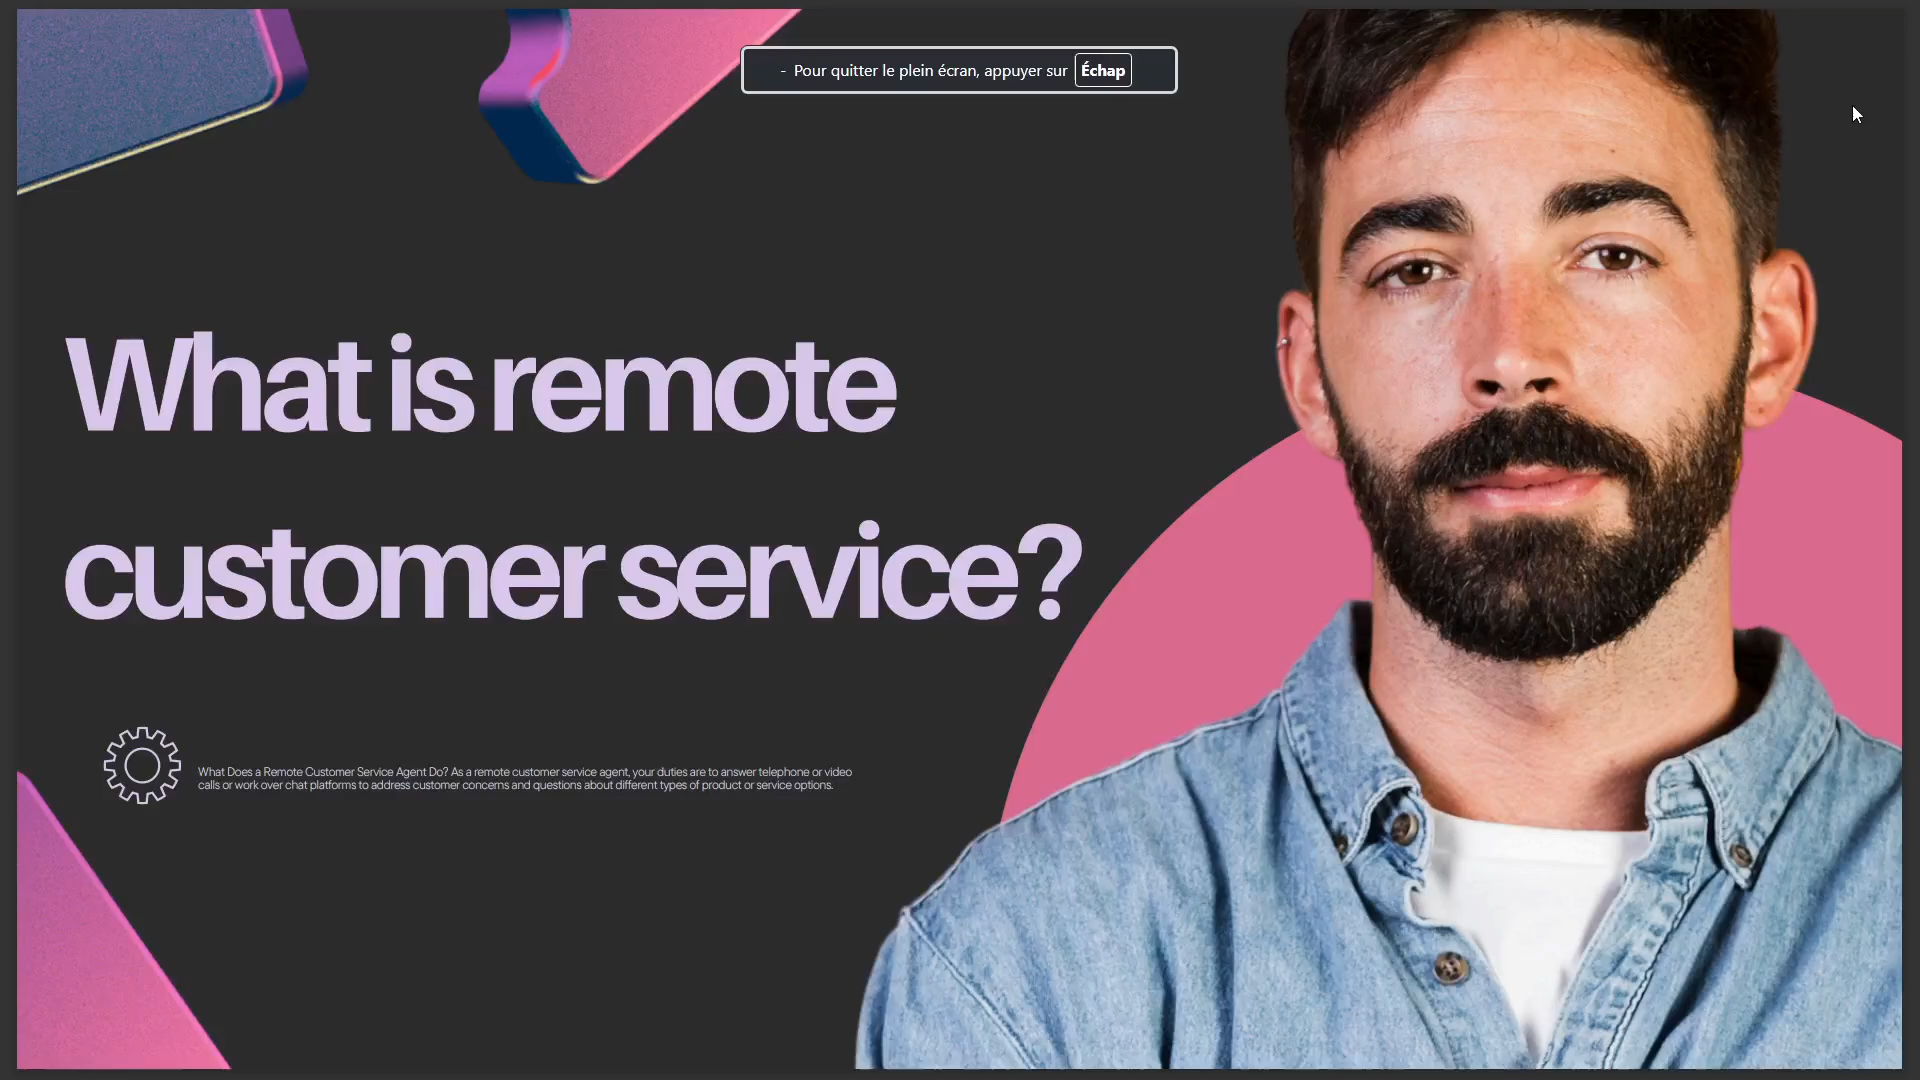 - Pour quitter le plein écran, appuyer sur Échap
What is remote
customer service?
What Does a Remote Customer Service Agent Do? As a remote customer service agent, your duties are to answer telephone or video
calls or work over chat platforms to address customer concerns and questions about different types of product or service options.